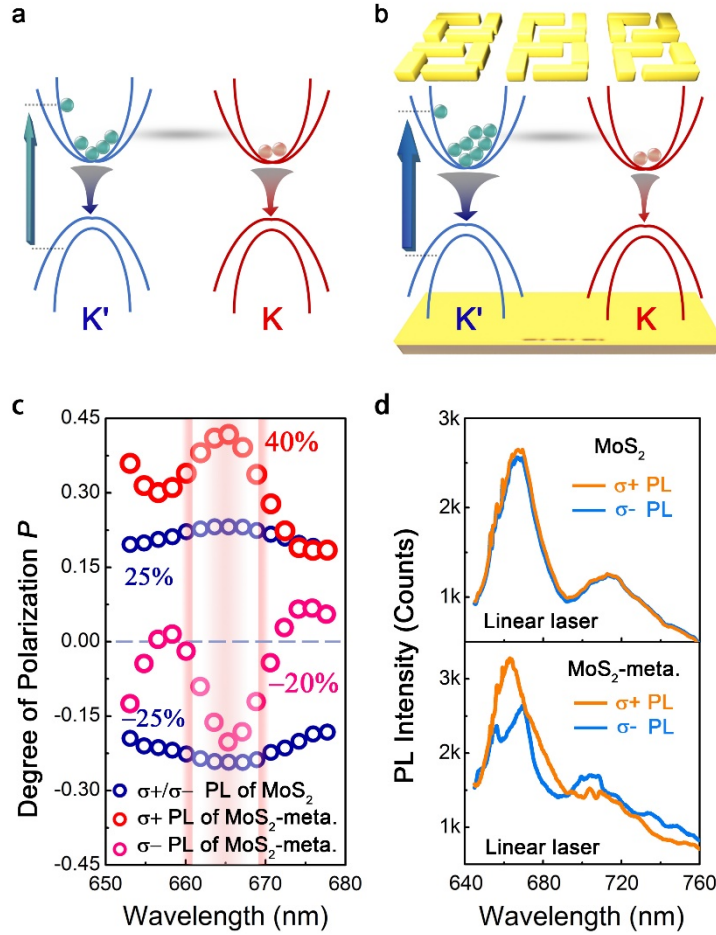 a
b
K'
K
K'
K
c
0.45
0.30
0.15
0.00
-0.15
-0.30
-0.45
Degree of Polarization P
40%
25%
−20%
−25%
σ+/σ− PL of MoS₂
σ+ PL of MoS₂-meta.
σ− PL of MoS₂-meta.
650
660
670
680
Wavelength (nm)
d
3k
2k
1k
MoS₂
σ+ PL
σ- PL
Linear laser
3k
2k
1k
MoS₂-meta.
σ+ PL
σ- PL
Linear laser
PL Intensity (Counts)
640
680
720
760
Wavelength (nm)